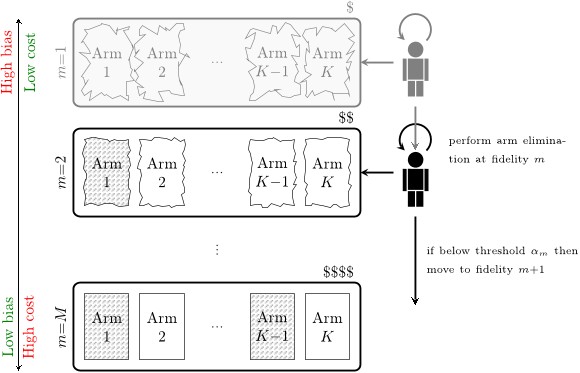 $
High bias
Low cost
m=1
Arm 1
Arm 2
...
Arm K−1
Arm K
$$
m=2
Arm 1
Arm 2
...
Arm K−1
Arm K
perform arm elimina-
tion at fidelity m
⋮
if below threshold αm then
move to fidelity m+1
$$$$
Low bias
High cost
m=M
Arm 1
Arm 2
...
Arm K−1
Arm K